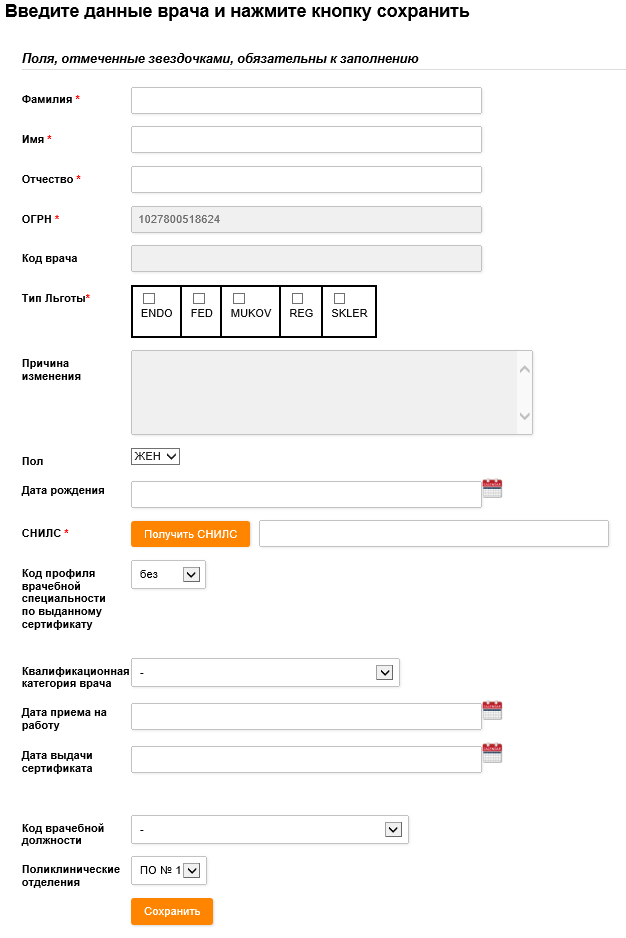 Введите данные врача и нажмите кнопку сохранить
Поля, отмеченные звездочками, обязательны к заполнению
Фамилия *
Имя *
Отчество *
ОГРН * 1027800518624
Код врача
Тип Льготы* ENDO FED MUKOV REG SKLER
Причина
изменения
Пол ЖЕН
Дата рождения
СНИЛС * Получить СНИЛС
Код профиля
врачебной
специальности
по выданному
сертификату
без
Квалификационная
категория врача
-
Дата приема на
работу
Дата выдачи
сертификата
Код врачебной
должности
-
Поликлинические
отделения
ПО № 1
Сохранить